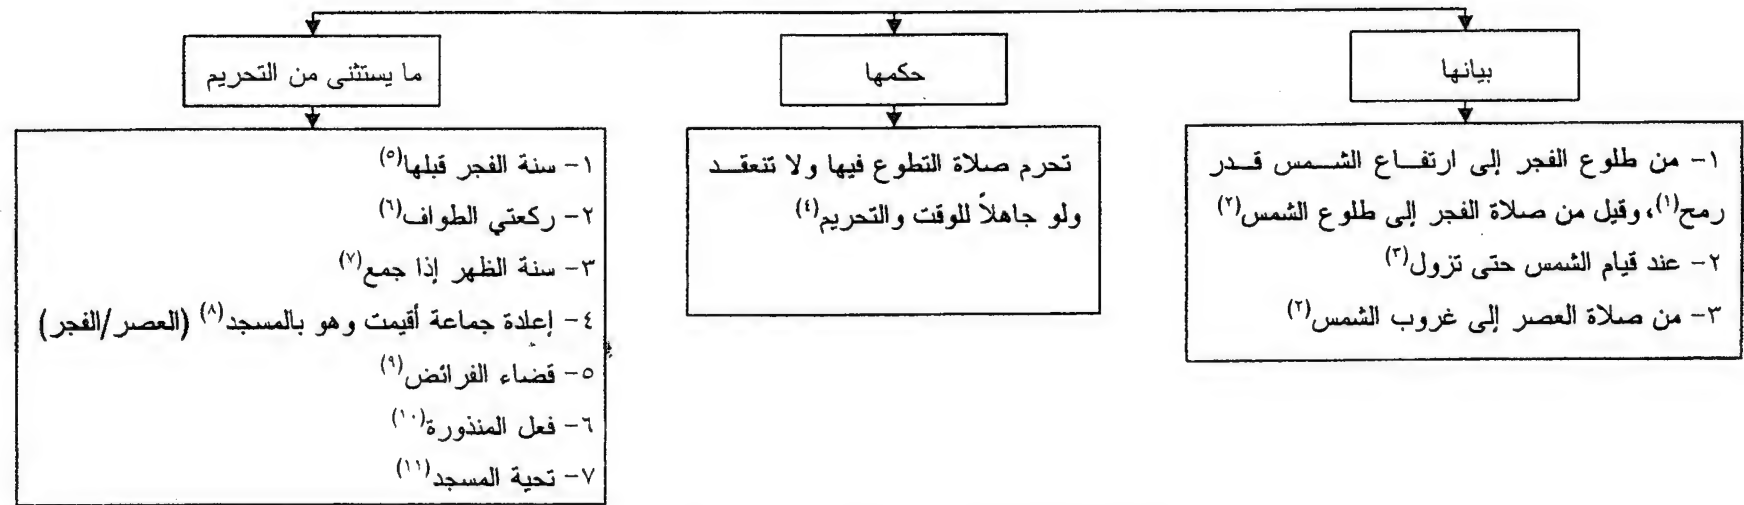 بيانها
حكمها
ما يستثنى من التحريم
١- من طلوع الفجر إلى ارتفاع الشمس قدر
رمح(١)، وقيل من صلاة الفجر إلى طلوع الشمس(٢)
٢- عند قيام الشمس حتى تزول(٣)
٣- من صلاة العصر إلى غروب الشمس(٢)
تحرم صلاة التطوع فيها ولا تنعقد
ولو جاهلاً للوقت والتحريم(٤)
١- سنة الفجر قبلها(٥)
٢- ركعتي الطواف(٦)
٣- سنة الظهر إذا جمع(٧)
٤- إعادة جماعة أقيمت وهو بالمسجد(٨) (العصر/الفجر)
٥- قضاء الفرائض(٩)
٦- فعل المنذورة(١٠)
٧- تحية المسجد(١١)